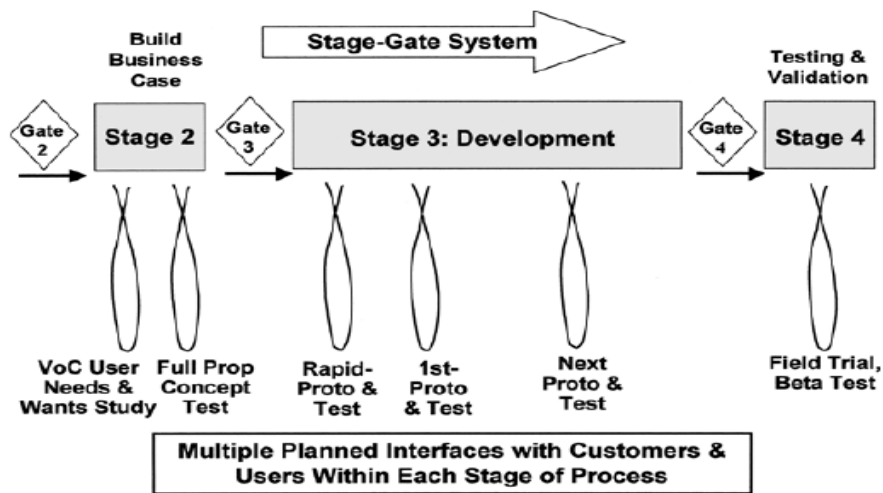 Build
Business
Case
Stage-Gate System
Testing &
Validation
Gate
2
Stage 2
Gate
3
Stage 3: Development
Gate
4
Stage 4
VoC User
Needs &
Wants Study
Full Prop
Concept
Test
Rapid-
Proto &
Test
1st-
Proto
& Test
Next
Proto &
Test
Field Trial,
Beta Test
Multiple Planned Interfaces with Customers &
Users Within Each Stage of Process